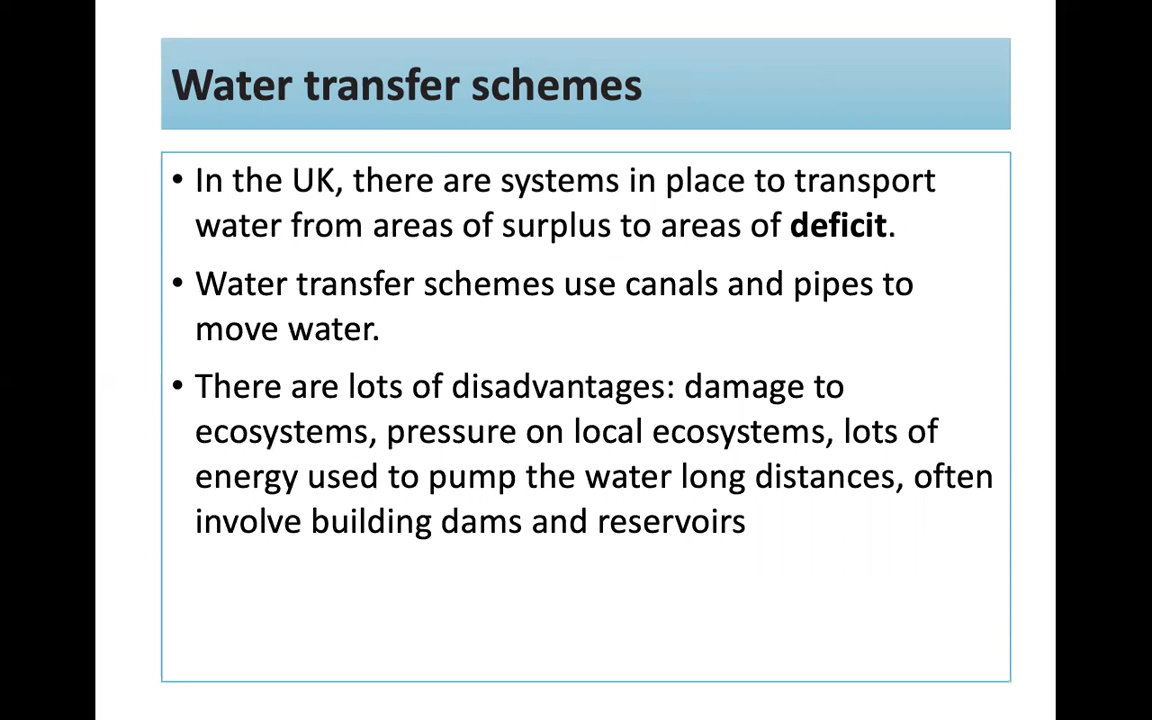 Water transfer schemes
• In the UK, there are systems in place to transport
water from areas of surplus to areas of deficit.
• Water transfer schemes use canals and pipes to
move water.
• There are lots of disadvantages: damage to
ecosystems, pressure on local ecosystems, lots of
energy used to pump the water long distances, often
involve building dams and reservoirs